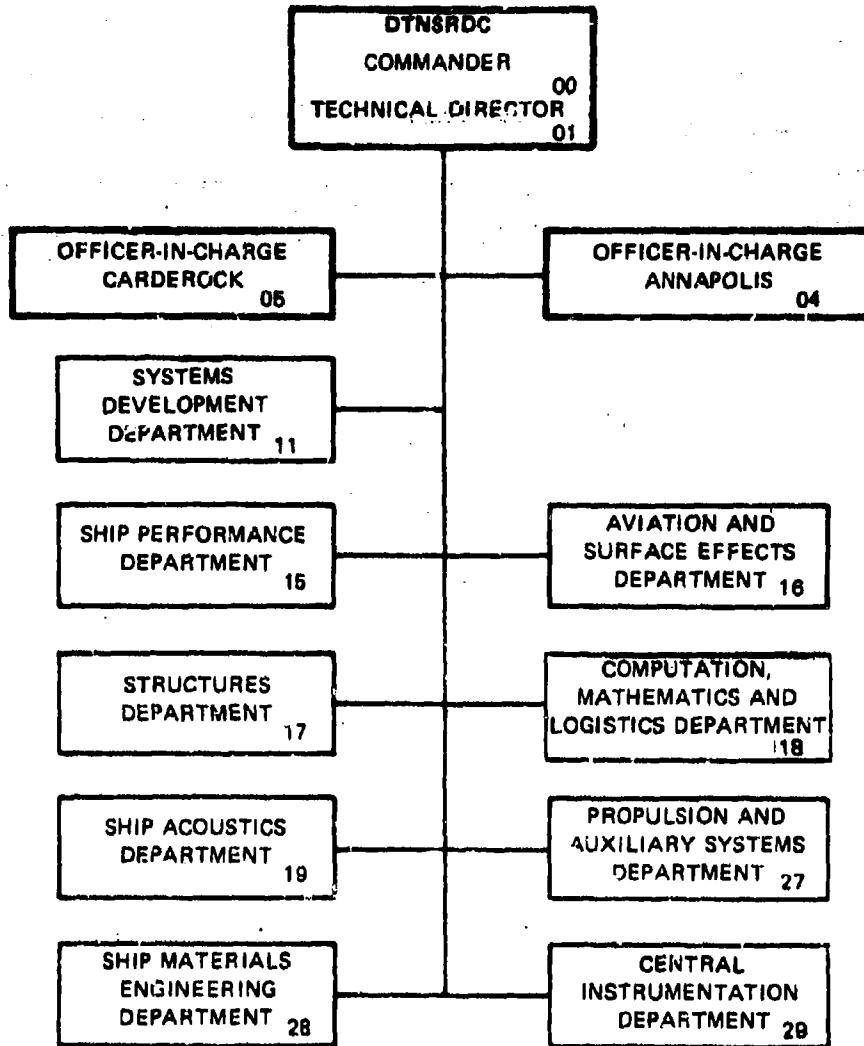 DTNSRDC
COMMANDER
00
TECHNICAL DIRECTOR
01
OFFICER-IN-CHARGE
CARDEROCK
05
OFFICER-IN-CHARGE
ANNAPOLIS
04
SYSTEMS
DEVELOPMENT
DEPARTMENT 11
SHIP PERFORMANCE
DEPARTMENT
15
AVIATION AND
SURFACE EFFECTS
DEPARTMENT 16
STRUCTURES
DEPARTMENT
17
COMPUTATION,
MATHEMATICS AND
LOGISTICS DEPARTMENT
18
SHIP ACOUSTICS
DEPARTMENT
19
PROPULSION AND
AUXILIARY SYSTEMS
DEPARTMENT 27
SHIP MATERIALS
ENGINEERING
DEPARTMENT 28
CENTRAL
INSTRUMENTATION
DEPARTMENT 29